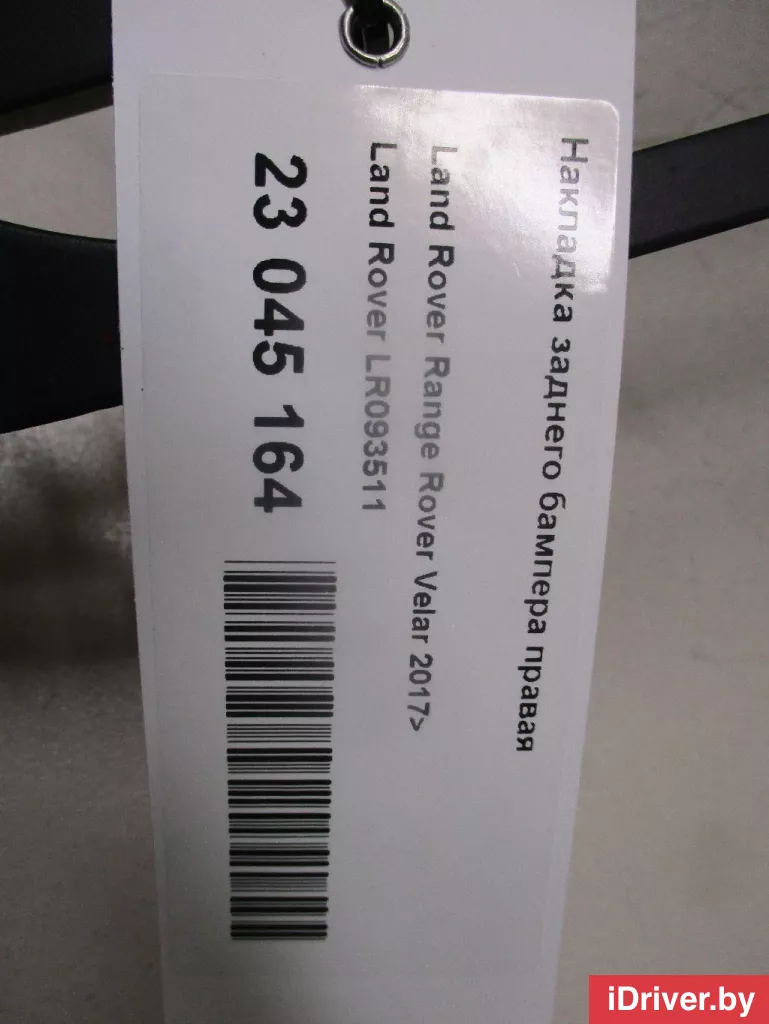 Накладка заднего бампера правая
Land Rover Range Rover Velar 2017>
Land Rover LR093511
23 045 164
iDriver.by